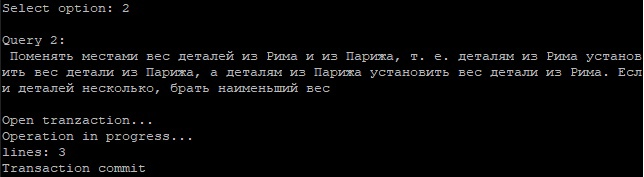 Select option: 2
Query 2:
Поменять местами вес деталей из Рима и из Парижа, т. е. деталям из Рима установ
ить вес детали из Парижа, а деталям из Парижа установить вес детали из Рима. Есл
и деталей несколько, брать наименьший вес
Open tranzaction...
Operation in progress...
lines: 3
Transaction commit